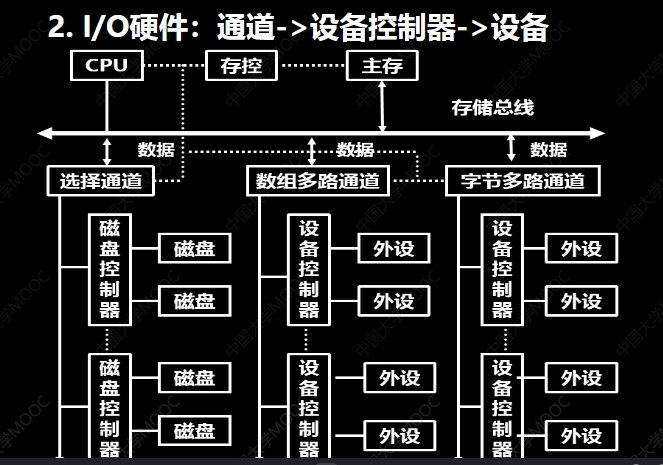 2. I/O硬件：通道->设备控制器->设备
CPU
存控
主存
存储总线
数据
数据
数据
选择通道
数组多路通道
字节多路通道
磁盘控制器
磁盘
磁盘
设备控制器
外设
外设
设备控制器
外设
外设
磁盘控制器
磁盘
磁盘
设备控制器
外设
外设
设备控制器
外设
外设
中国大学MOOC